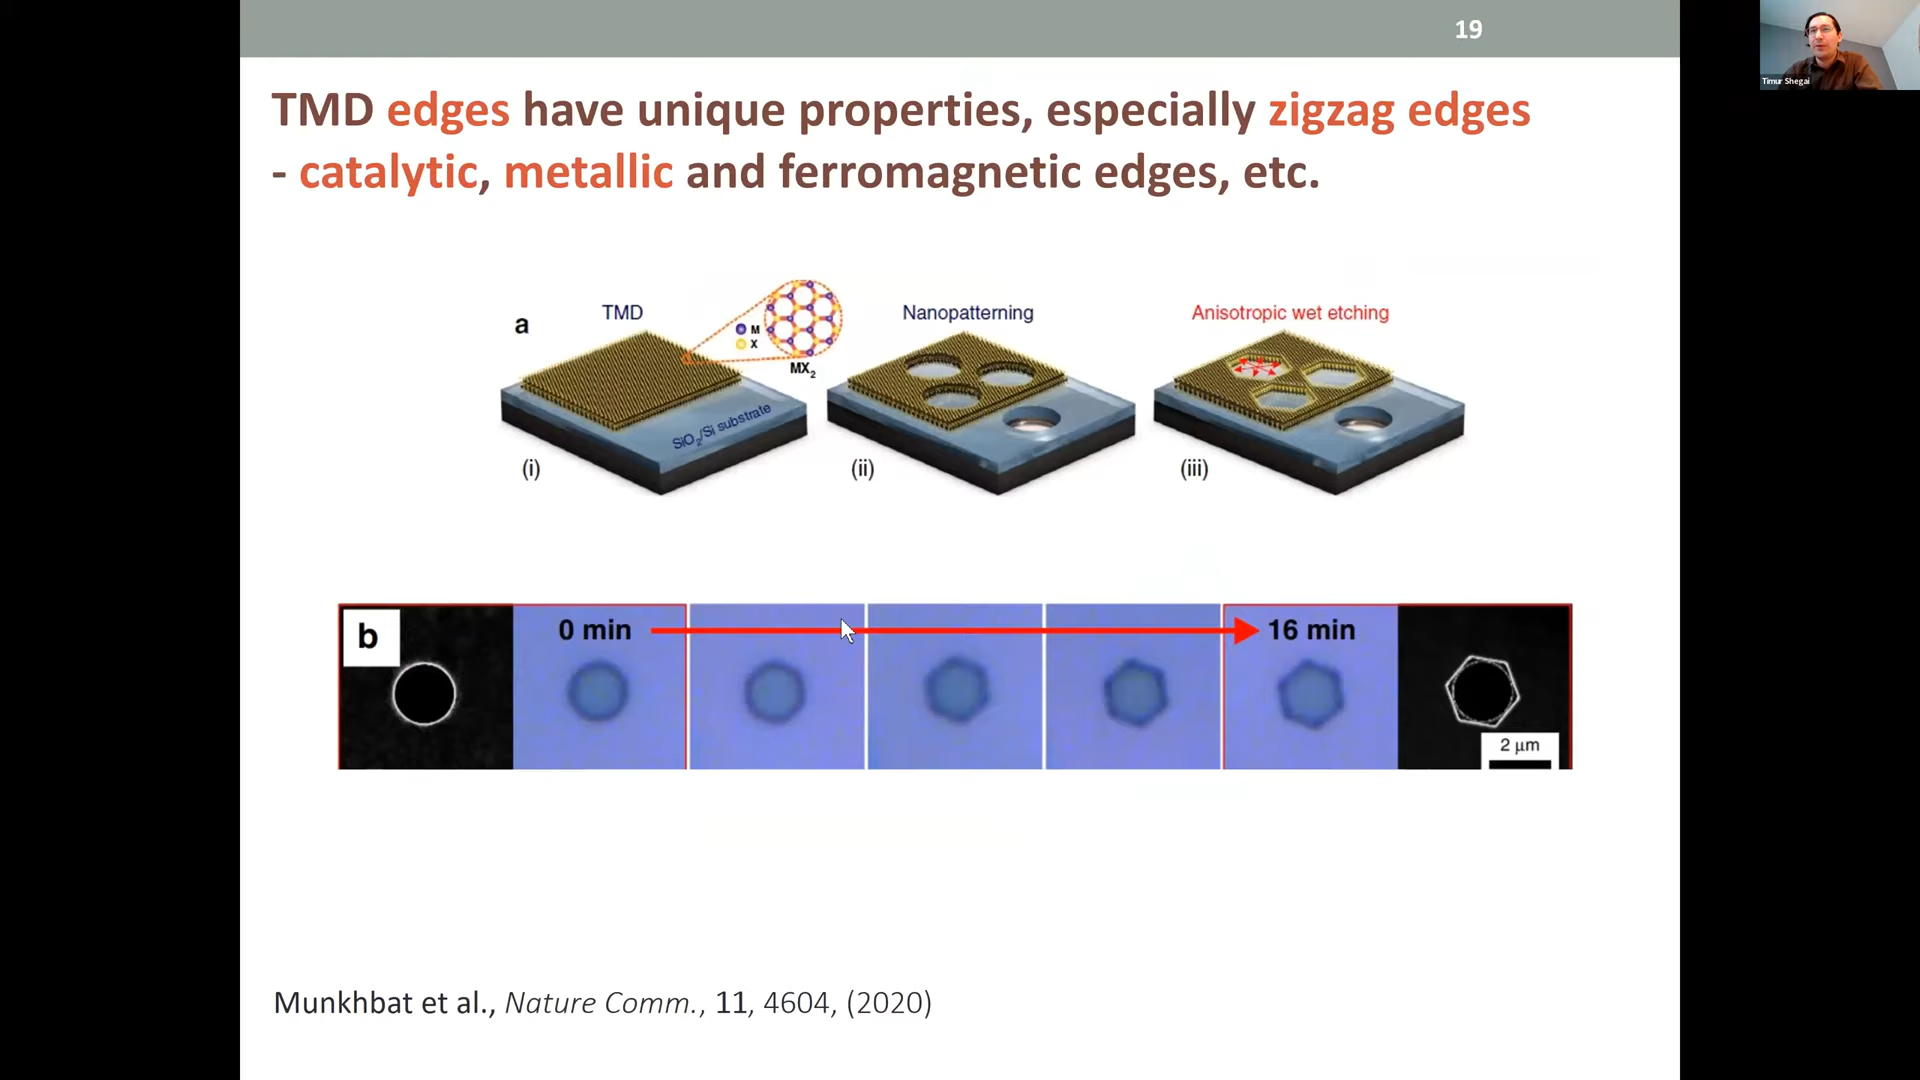 19
Timur Shegai
TMD edges have unique properties, especially zigzag edges
- catalytic, metallic and ferromagnetic edges, etc.
a
TMD
M
X
MX2
SiO2/Si substrate
(i)
Nanopatterning
(ii)
Anisotropic wet etching
(iii)
b
0 min
16 min
2 μm
Munkhbat et al., Nature Comm., 11, 4604, (2020)